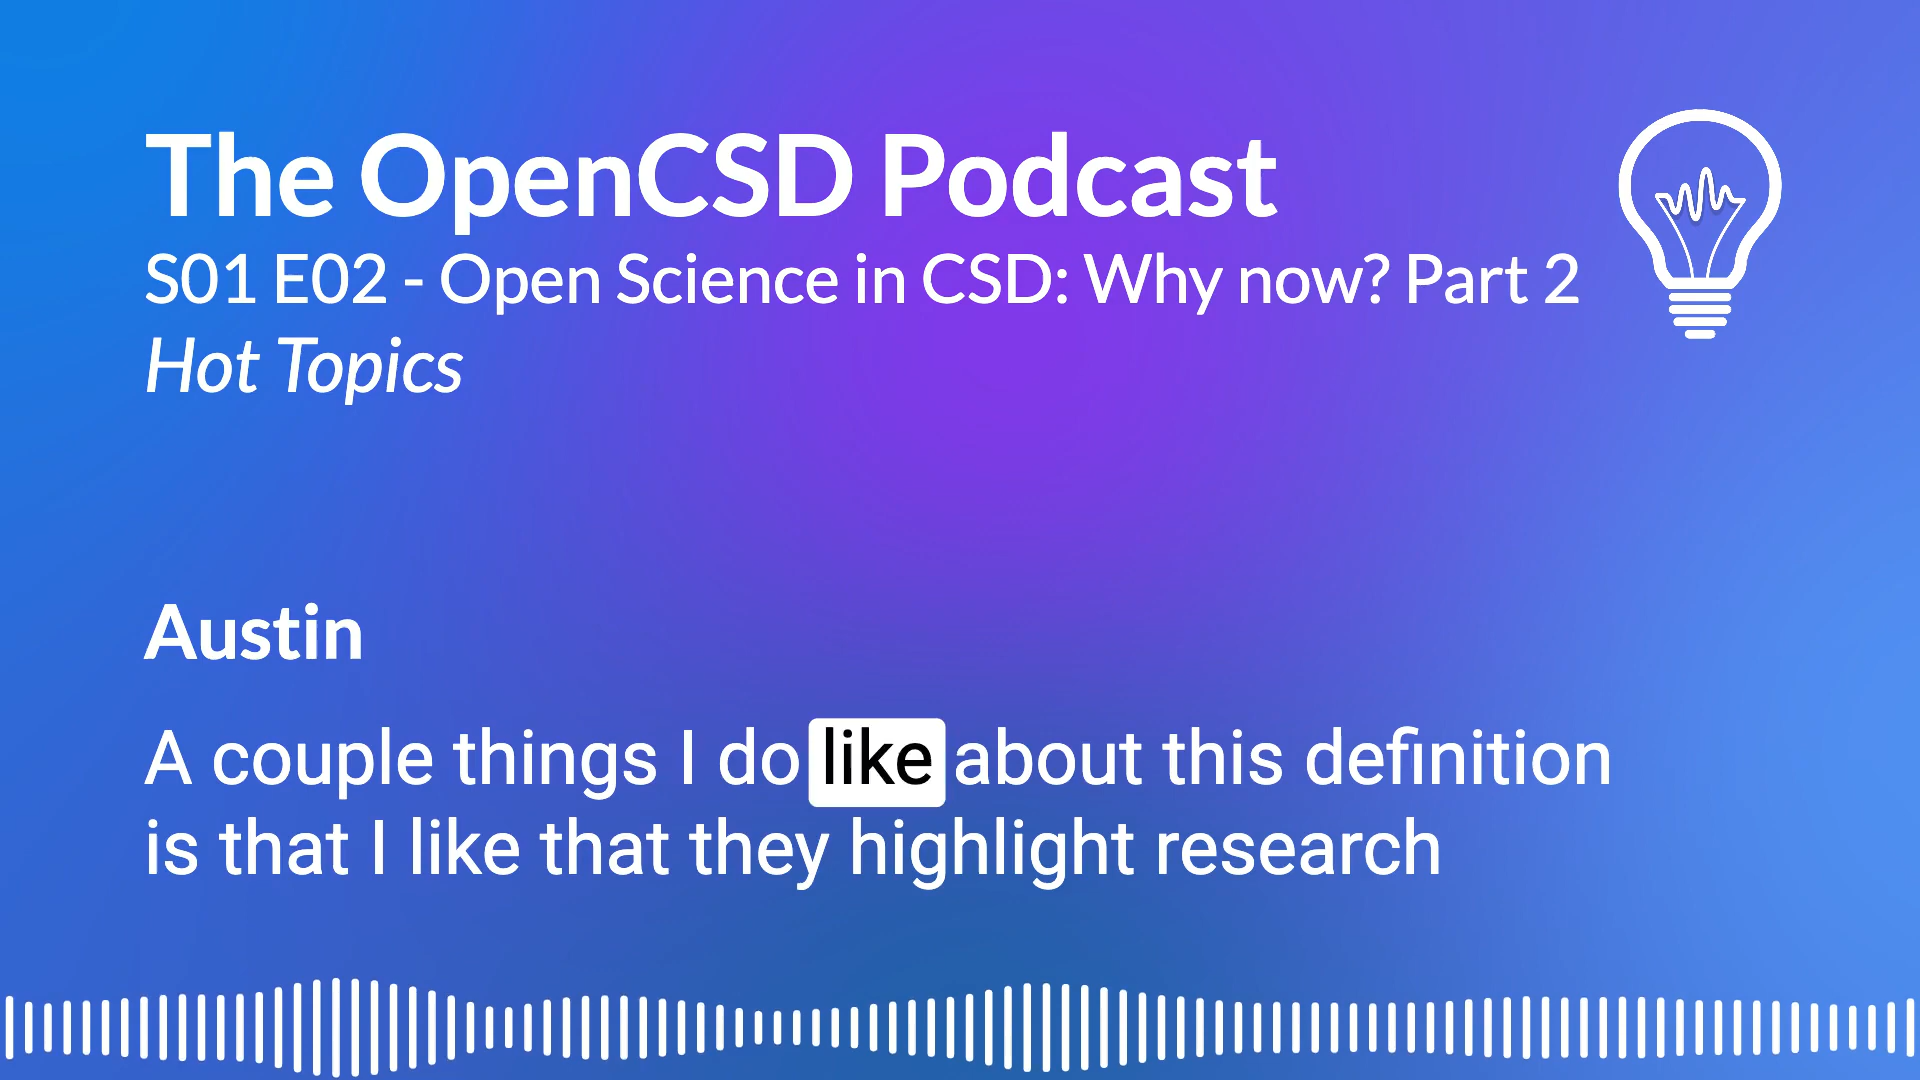 The OpenCSD Podcast
S01 E02 - Open Science in CSD: Why now? Part 2
Hot Topics
Austin
A couple things I do like about this definition
is that I like that they highlight research